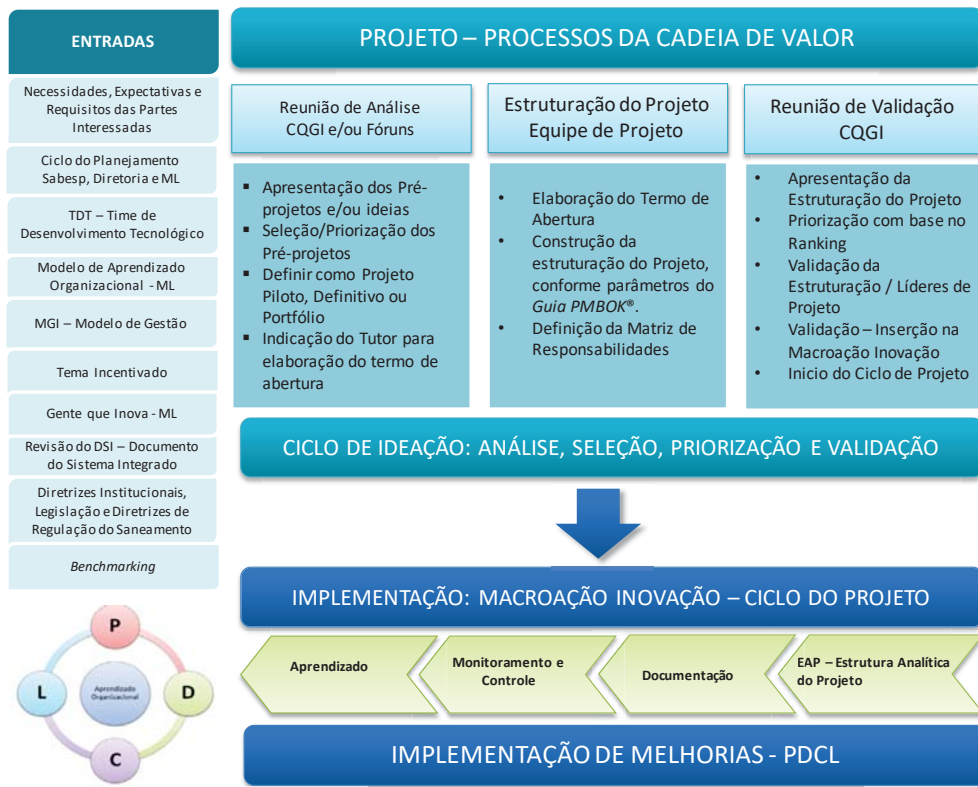 ENTRADAS
Necessidades, Expectativas e
Requisitos das Partes
Interessadas
Ciclo do Planejamento
Sabesp, Diretoria e ML
TDT – Time de
Desenvolvimento Tecnológico
Modelo de Aprendizado
Organizacional - ML
MGI – Modelo de Gestão
Tema Incentivado
Gente que Inova - ML
Revisão do DSI – Documento
do Sistema Integrado
Diretrizes Institucionais,
Legislação e Diretrizes de
Regulação do Saneamento
Benchmarking
P
L
Aprendizado
Organizacional
D
C
PROJETO – PROCESSOS DA CADEIA DE VALOR
Reunião de Análise
CQGI e/ou Fóruns
▪ Apresentação dos Pré-
projetos e/ou ideias
▪ Seleção/Priorização dos
Pré-projetos
▪ Definir como Projeto
Piloto, Definitivo ou
Portfólio
▪ Indicação do Tutor para
elaboração do termo de
abertura
Estruturação do Projeto
Equipe de Projeto
• Elaboração do Termo de
Abertura
• Construção da
estruturação do Projeto,
conforme parâmetros do
Guia PMBOK®.
• Definição da Matriz de
Responsabilidades
Reunião de Validação
CQGI
• Apresentação da
Estruturação do Projeto
• Priorização com base no
Ranking
• Validação da
Estruturação / Líderes de
Projeto
• Validação – Inserção na
Macroação Inovação
• Inicio do Ciclo de Projeto
CICLO DE IDEAÇÃO: ANÁLISE, SELEÇÃO, PRIORIZAÇÃO E VALIDAÇÃO
IMPLEMENTAÇÃO: MACROAÇÃO INOVAÇÃO – CICLO DO PROJETO
Aprendizado
Monitoramento e
Controle
Documentação
EAP – Estrutura Analítica
do Projeto
IMPLEMENTAÇÃO DE MELHORIAS - PDCL